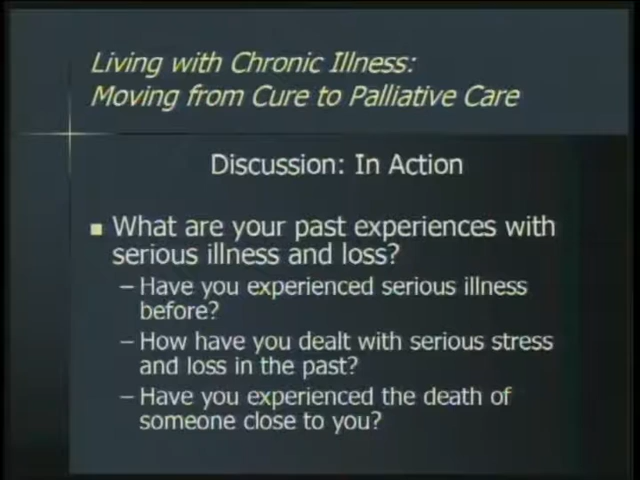 Living with Chronic Illness:
Moving from Cure to Palliative Care
Discussion: In Action
■ What are your past experiences with
serious illness and loss?
– Have you experienced serious illness
before?
– How have you dealt with serious stress
and loss in the past?
– Have you experienced the death of
someone close to you?